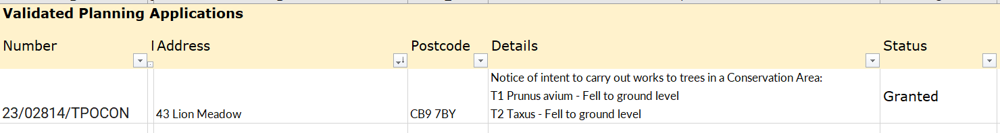 Validated Planning Applications
Number Address Postcode Details Status
Notice of intent to carry out works to trees in a Conservation Area:
T1 Prunus avium - Fell to ground level
Granted
23/02814/TPOCON 43 Lion Meadow CB9 7BY T2 Taxus - Fell to ground level